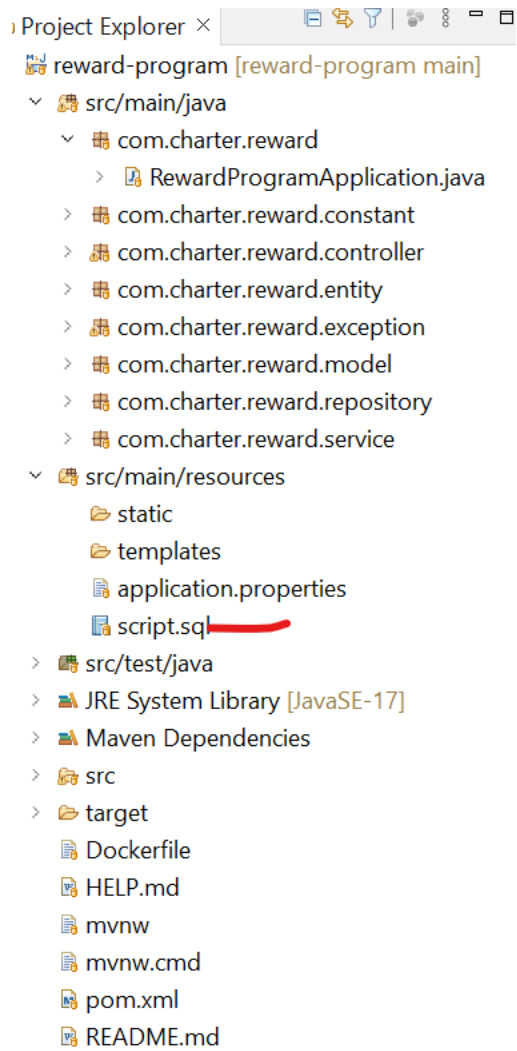 Project Explorer ×
reward-program [reward-program main]
src/main/java
com.charter.reward
RewardProgramApplication.java
com.charter.reward.constant
com.charter.reward.controller
com.charter.reward.entity
com.charter.reward.exception
com.charter.reward.model
com.charter.reward.repository
com.charter.reward.service
src/main/resources
static
templates
application.properties
script.sql
src/test/java
JRE System Library [JavaSE-17]
Maven Dependencies
src
target
Dockerfile
HELP.md
mvnw
mvnw.cmd
pom.xml
README.md